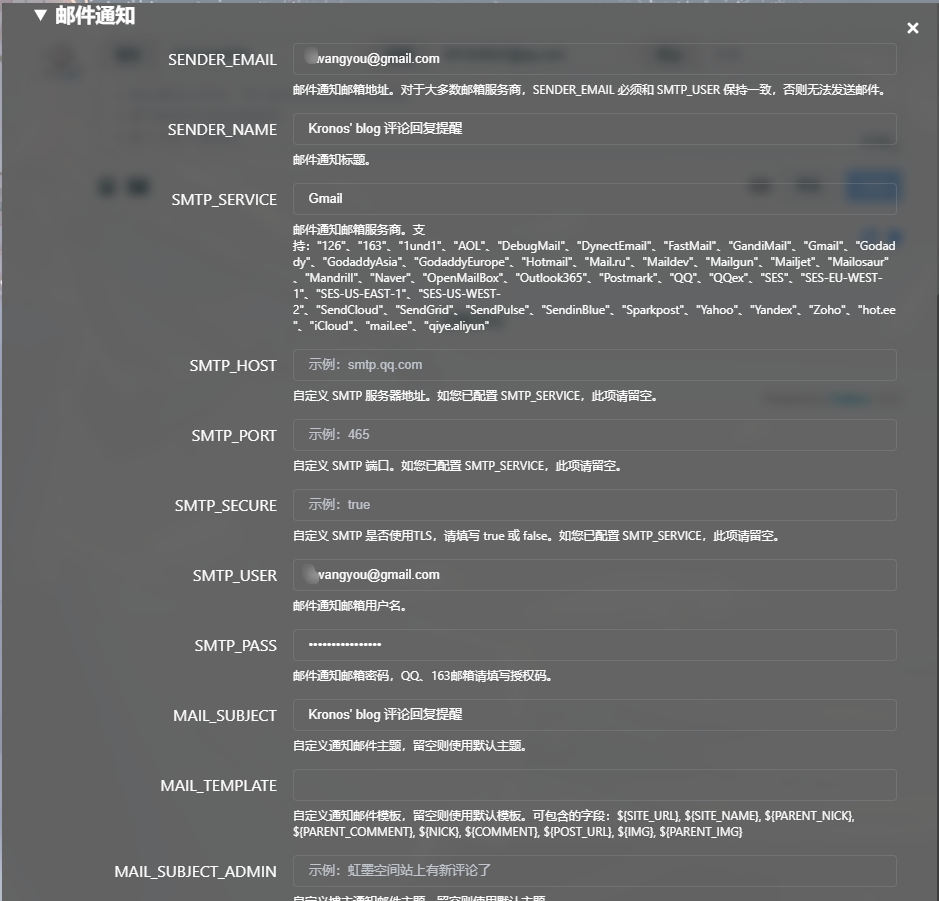 ▼ 邮件通知
×
SENDER_EMAIL
wangyou@gmail.com
邮件通知邮箱地址。对于大多数邮箱服务商，SENDER_EMAIL 必须和 SMTP_USER 保持一致，否则无法发送邮件。
SENDER_NAME
Kronos' blog 评论回复提醒
邮件通知标题。
SMTP_SERVICE
Gmail
邮件通知邮箱服务商。支
持："126"、"163"、"1und1"、"AOL"、"DebugMail"、"DynectEmail"、"FastMail"、"GandiMail"、"Gmail"、"Godad
dy"、"GodaddyAsia"、"GodaddyEurope"、"Hotmail"、"Mail.ru"、"Maildev"、"Mailgun"、"Mailjet"、"Mailosaur"
、"Mandrill"、"Naver"、"OpenMailBox"、"Outlook365"、"Postmark"、"QQ"、"QQex"、"SES"、"SES-EU-WEST-
1"、"SES-US-EAST-1"、"SES-US-WEST-
2"、"SendCloud"、"SendGrid"、"SendPulse"、"SendinBlue"、"Sparkpost"、"Yahoo"、"Yandex"、"Zoho"、"hot.ee
"、"iCloud"、"mail.ee"、"qiye.aliyun"
SMTP_HOST
示例：smtp.qq.com
自定义 SMTP 服务器地址。如您已配置 SMTP_SERVICE，此项请留空。
SMTP_PORT
示例：465
自定义 SMTP 端口。如您已配置 SMTP_SERVICE，此项请留空。
SMTP_SECURE
示例：true
自定义 SMTP 是否使用TLS，请填写 true 或 false。如您已配置 SMTP_SERVICE，此项请留空。
SMTP_USER
wangyou@gmail.com
邮件通知邮箱用户名。
SMTP_PASS
••••••••••••••••
邮件通知邮箱密码，QQ、163邮箱请填写授权码。
MAIL_SUBJECT
Kronos' blog 评论回复提醒
自定义通知邮件主题，留空则使用默认主题。
MAIL_TEMPLATE
自定义通知邮件模板，留空则使用默认模板。可包含的字段：${SITE_URL}, ${SITE_NAME}, ${PARENT_NICK},
${PARENT_COMMENT}, ${NICK}, ${COMMENT}, ${POST_URL}, ${IMG}, ${PARENT_IMG}
MAIL_SUBJECT_ADMIN
示例：虹墨空间站上有新评论了